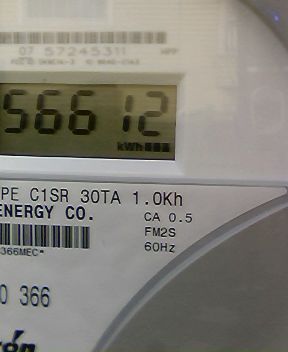 07 57245311
56612
kWh
PE C1SR 30TA 1.0Kh
ENERGY CO.
CA 0.5
FM2S
60Hz
366MEC*
0 366